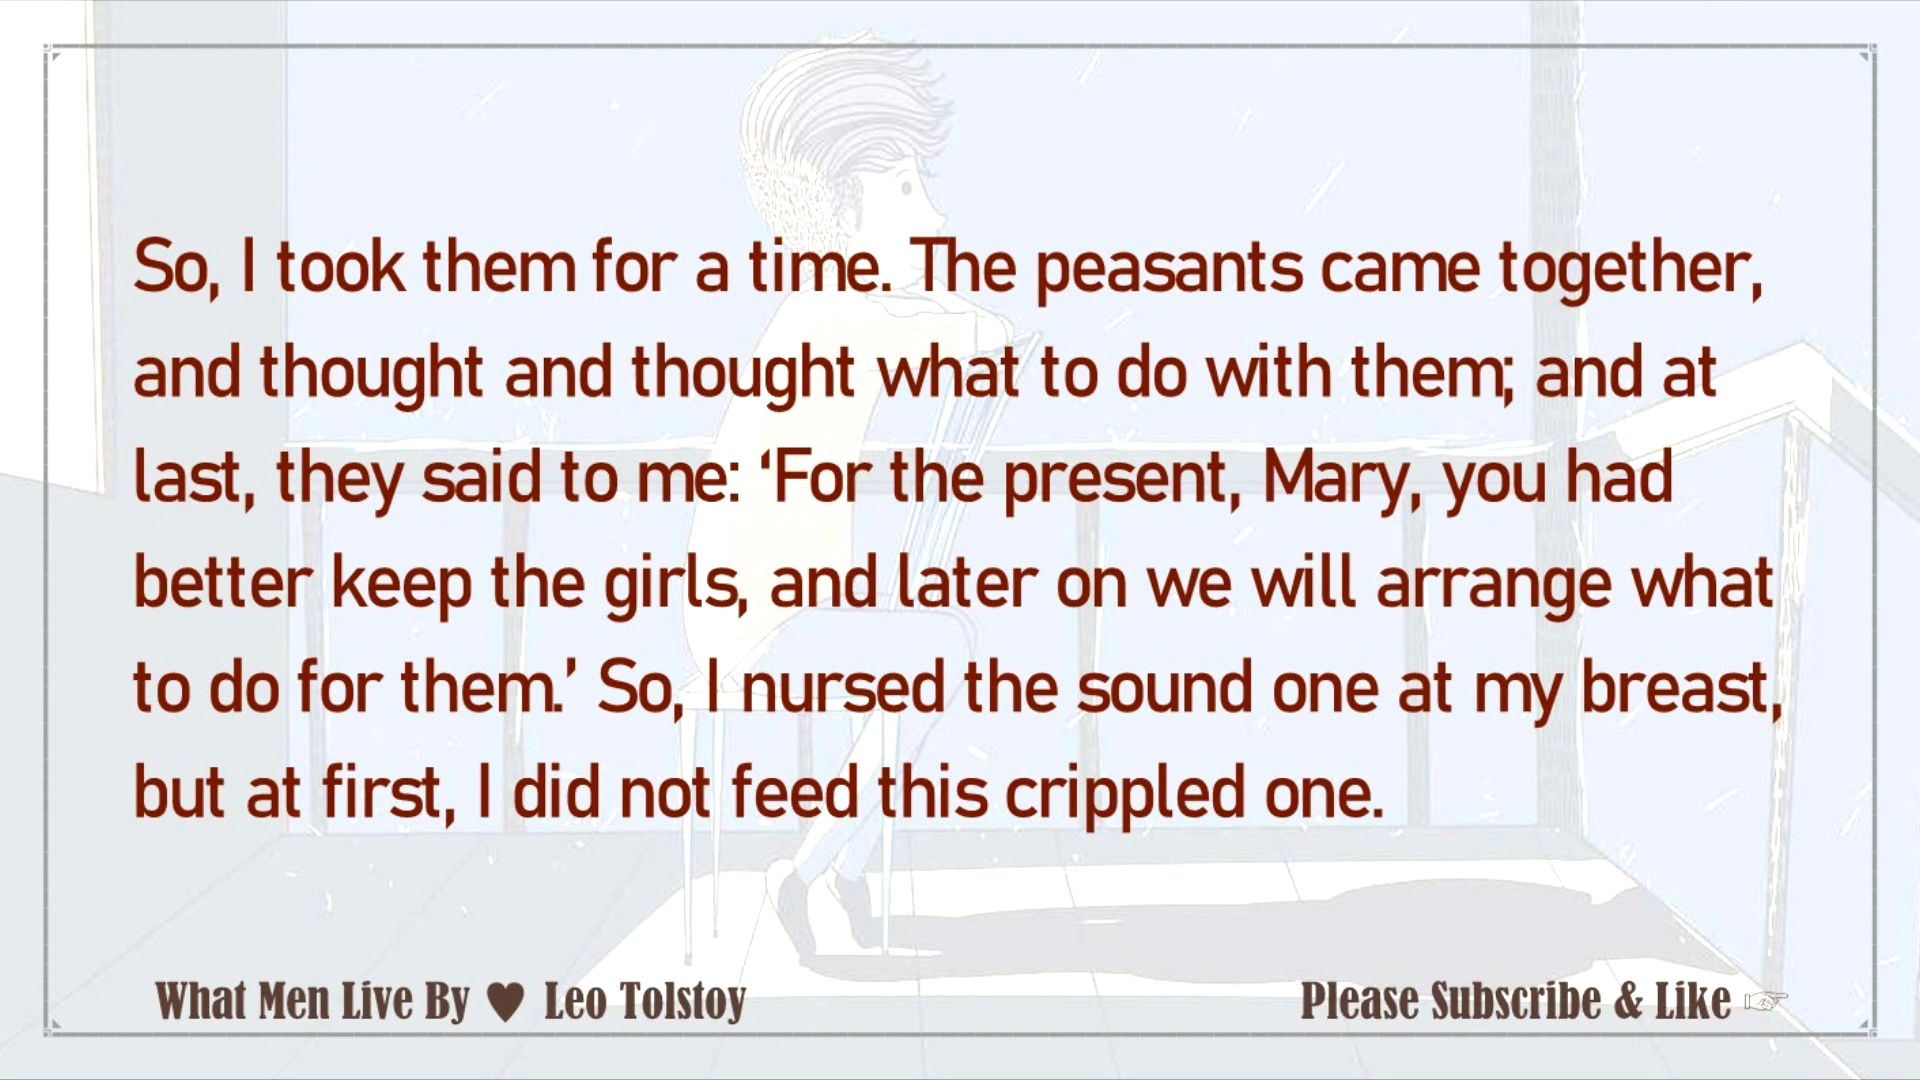 So, I took them for a time. The peasants came together,
and thought and thought what to do with them; and at
last, they said to me: ‘For the present, Mary, you had
better keep the girls, and later on we will arrange what
to do for them.’ So, I nursed the sound one at my breast,
but at first, I did not feed this crippled one.
What Men Live By ♥ Leo Tolstoy
Please Subscribe & Like ☞